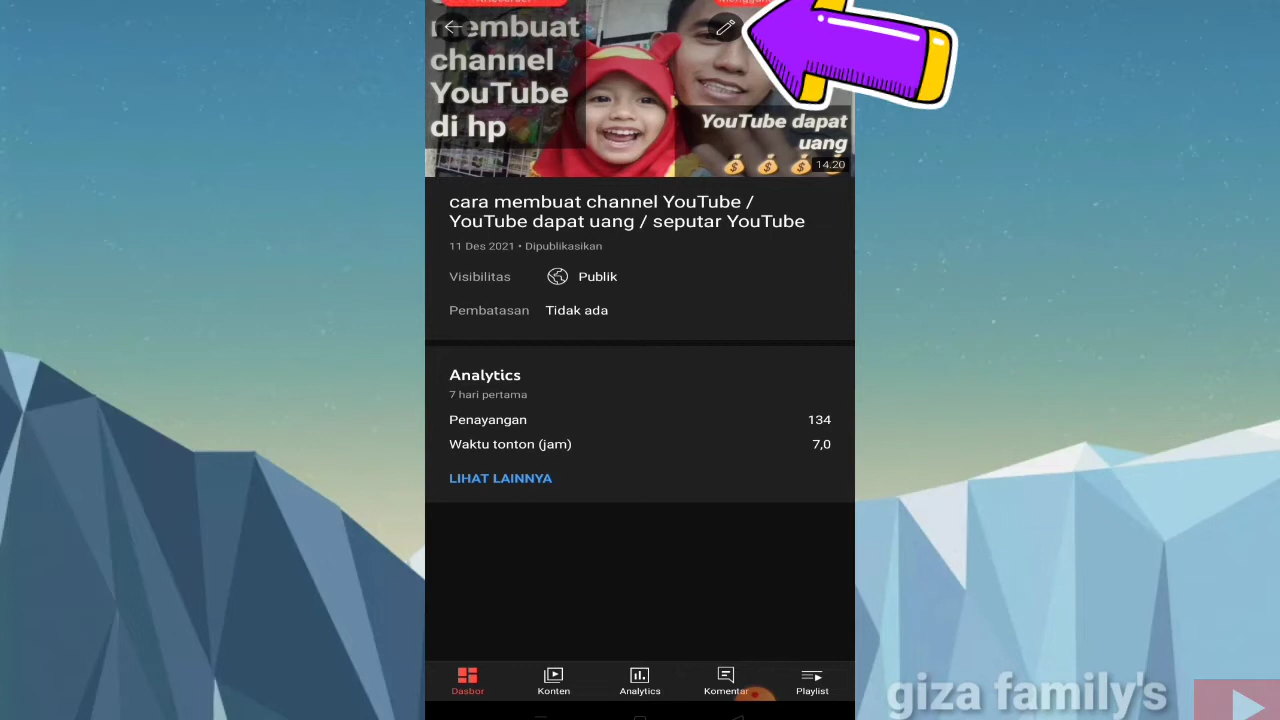 membuat
channel
YouTube
di hp
YouTube dapat
uang
14.20
cara membuat channel YouTube /
YouTube dapat uang / seputar YouTube
11 Des 2021 • Dipublikasikan
Visibilitas Publik
Pembatasan Tidak ada
Analytics
7 hari pertama
Penayangan 134
Waktu tonton (jam) 7,0
LIHAT LAINNYA
Dasbor Konten Analytics Komentar Playlist
giza family's